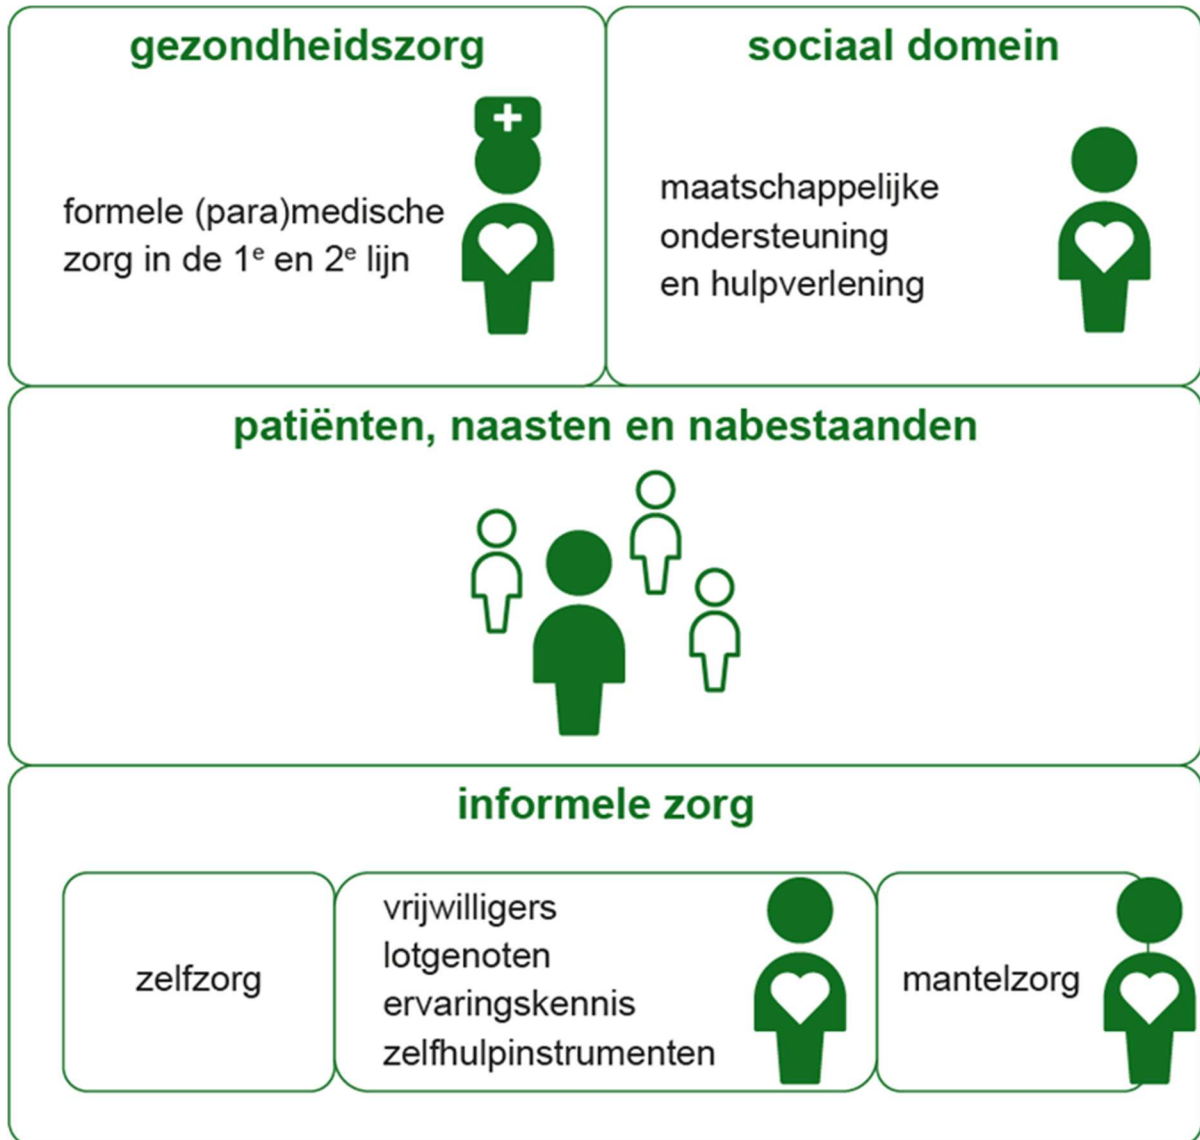 gezondheidszorg
formele (para)medische
zorg in de 1ᵉ en 2ᵉ lijn
sociaal domein
maatschappelijke
ondersteuning
en hulpverlening
patiënten, naasten en nabestaanden
informele zorg
zelfzorg
vrijwilligers
lotgenoten
ervaringskennis
zelfhulpinstrumenten
mantelzorg